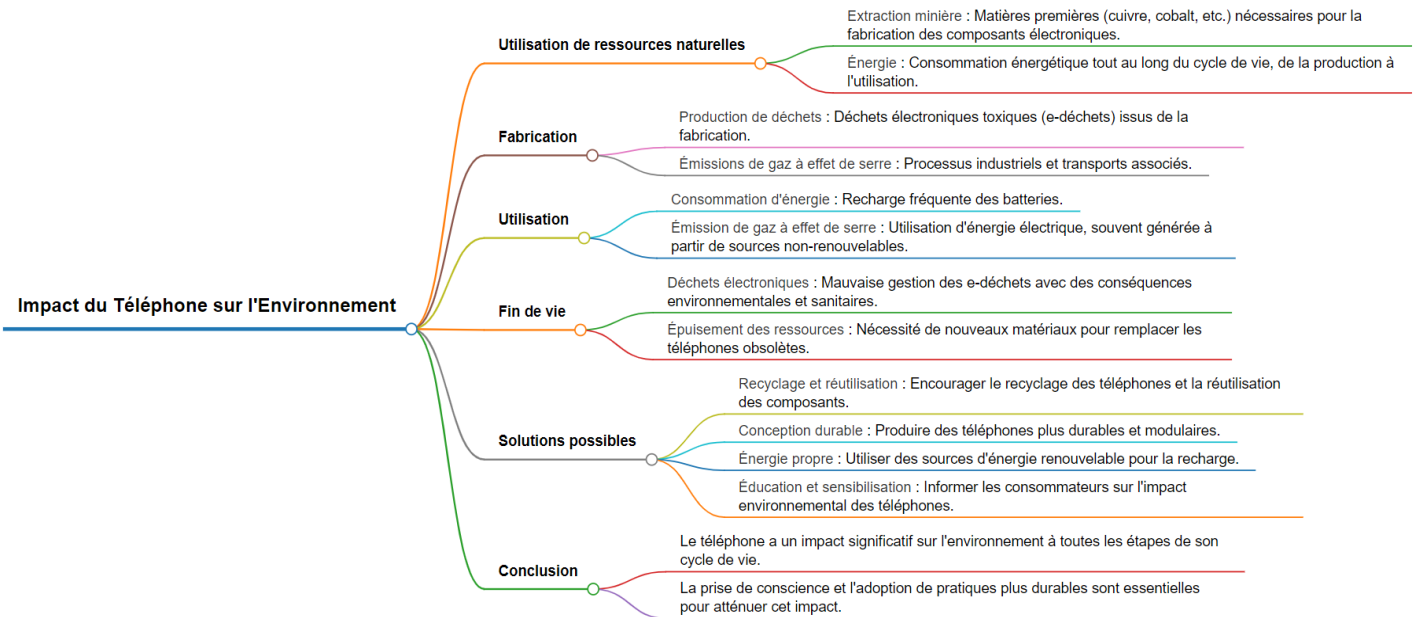 Impact du Téléphone sur l'Environnement
Utilisation de ressources naturelles
Extraction minière : Matières premières (cuivre, cobalt, etc.) nécessaires pour la
fabrication des composants électroniques.
Énergie : Consommation énergétique tout au long du cycle de vie, de la production à
l'utilisation.
Fabrication
Production de déchets : Déchets électroniques toxiques (e-déchets) issus de la
fabrication.
Émissions de gaz à effet de serre : Processus industriels et transports associés.
Utilisation
Consommation d'énergie : Recharge fréquente des batteries.
Émission de gaz à effet de serre : Utilisation d'énergie électrique, souvent générée à
partir de sources non-renouvelables.
Fin de vie
Déchets électroniques : Mauvaise gestion des e-déchets avec des conséquences
environnementales et sanitaires.
Épuisement des ressources : Nécessité de nouveaux matériaux pour remplacer les
téléphones obsolètes.
Solutions possibles
Recyclage et réutilisation : Encourager le recyclage des téléphones et la réutilisation
des composants.
Conception durable : Produire des téléphones plus durables et modulaires.
Énergie propre : Utiliser des sources d'énergie renouvelable pour la recharge.
Éducation et sensibilisation : Informer les consommateurs sur l'impact
environnemental des téléphones.
Conclusion
Le téléphone a un impact significatif sur l'environnement à toutes les étapes de son
cycle de vie.
La prise de conscience et l'adoption de pratiques plus durables sont essentielles
pour atténuer cet impact.